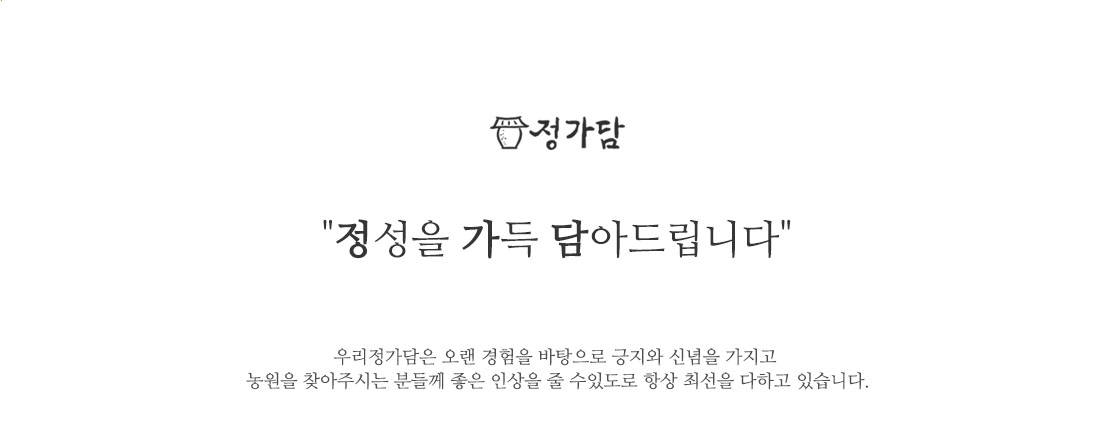 정가담
"정성을 가득 담아드립니다"
우리정가담은 오랜 경험을 바탕으로 긍지와 신념을 가지고
농원을 찾아주시는 분들께 좋은 인상을 줄 수있도로 항상 최선을 다하고 있습니다.